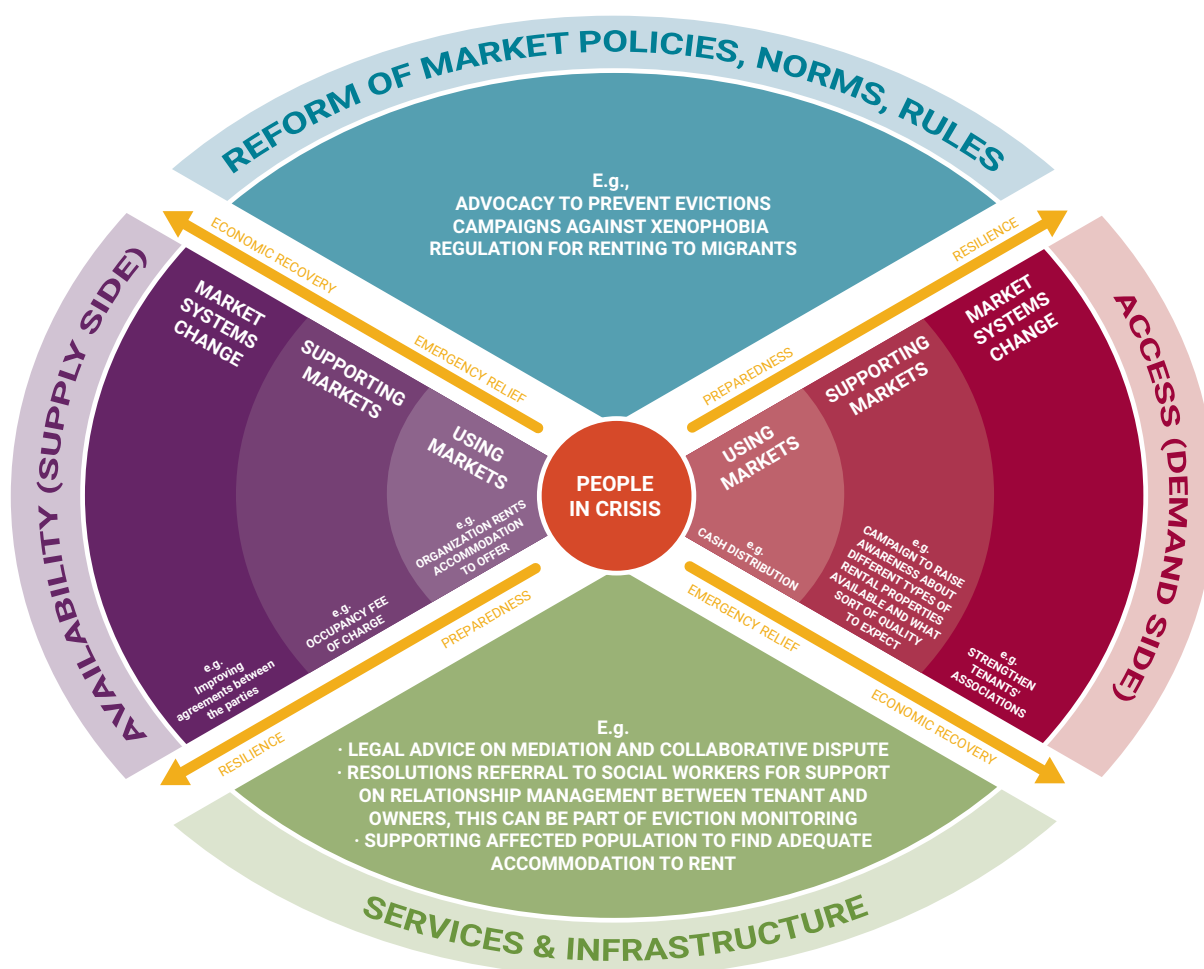 REFORM OF MARKET POLICIES, NORMS, RULES
E.g.,
ADVOCACY TO PREVENT EVICTIONS
CAMPAIGNS AGAINST XENOPHOBIA
REGULATION FOR RENTING TO MIGRANTS
ECONOMIC RECOVERY
EMERGENCY RELIEF
PREPAREDNESS
RESILIENCE
AVAILABILITY (SUPPLY SIDE)
MARKET
SYSTEMS
CHANGE
e.g.
Improving
agreements between
the parties
SUPPORTING
MARKETS
e.g.
OCCUPANCY FEE
OF CHARGE
USING
MARKETS
e.g.
ORGANIZATION RENTS
ACCOMMODATION
TO OFFER
PEOPLE
IN CRISIS
USING
MARKETS
e.g.
CASH DISTRIBUTION
SUPPORTING
MARKETS
e.g.
CAMPAIGN TO RAISE
AWARENESS ABOUT
DIFFERENT TYPES OF
RENTAL PROPERTIES
AVAILABLE AND WHAT
SORT OF QUALITY
TO EXPECT
MARKET
SYSTEMS
CHANGE
e.g.
STRENGTHEN
TENANTS'
ASSOCIATIONS
ACCESS (DEMAND SIDE)
RESILIENCE
PREPAREDNESS
EMERGENCY RELIEF
ECONOMIC RECOVERY
E.g.
· LEGAL ADVICE ON MEDIATION AND COLLABORATIVE DISPUTE
· RESOLUTIONS REFERRAL TO SOCIAL WORKERS FOR SUPPORT
ON RELATIONSHIP MANAGEMENT BETWEEN TENANT AND
OWNERS, THIS CAN BE PART OF EVICTION MONITORING
· SUPPORTING AFFECTED POPULATION TO FIND ADEQUATE
ACCOMMODATION TO RENT
SERVICES & INFRASTRUCTURE